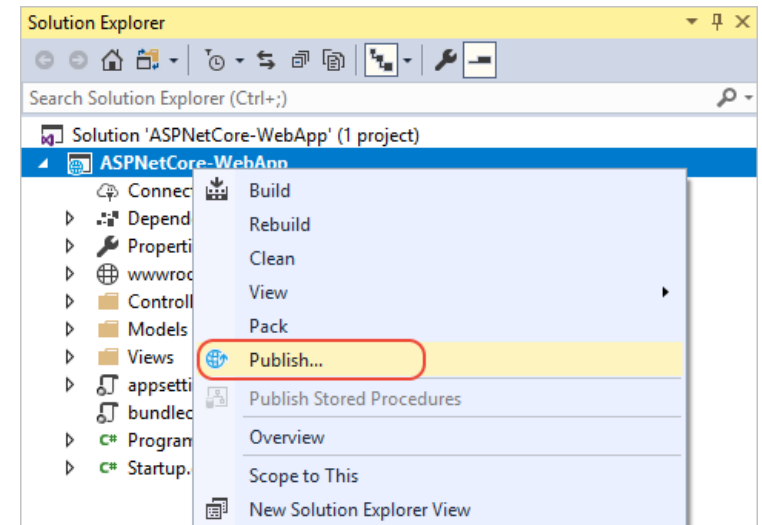 Solution Explorer
Search Solution Explorer (Ctrl+;)
Solution 'ASPNetCore-WebApp' (1 project)
ASPNetCore-WebApp
Connec
Build
Depend
Rebuild
Properti
Clean
wwwroo
View
Controll
Models
Pack
Views
Publish...
appsetti
Publish Stored Procedures
bundlec
C# Program
Overview
C# Startup.
Scope to This
New Solution Explorer View